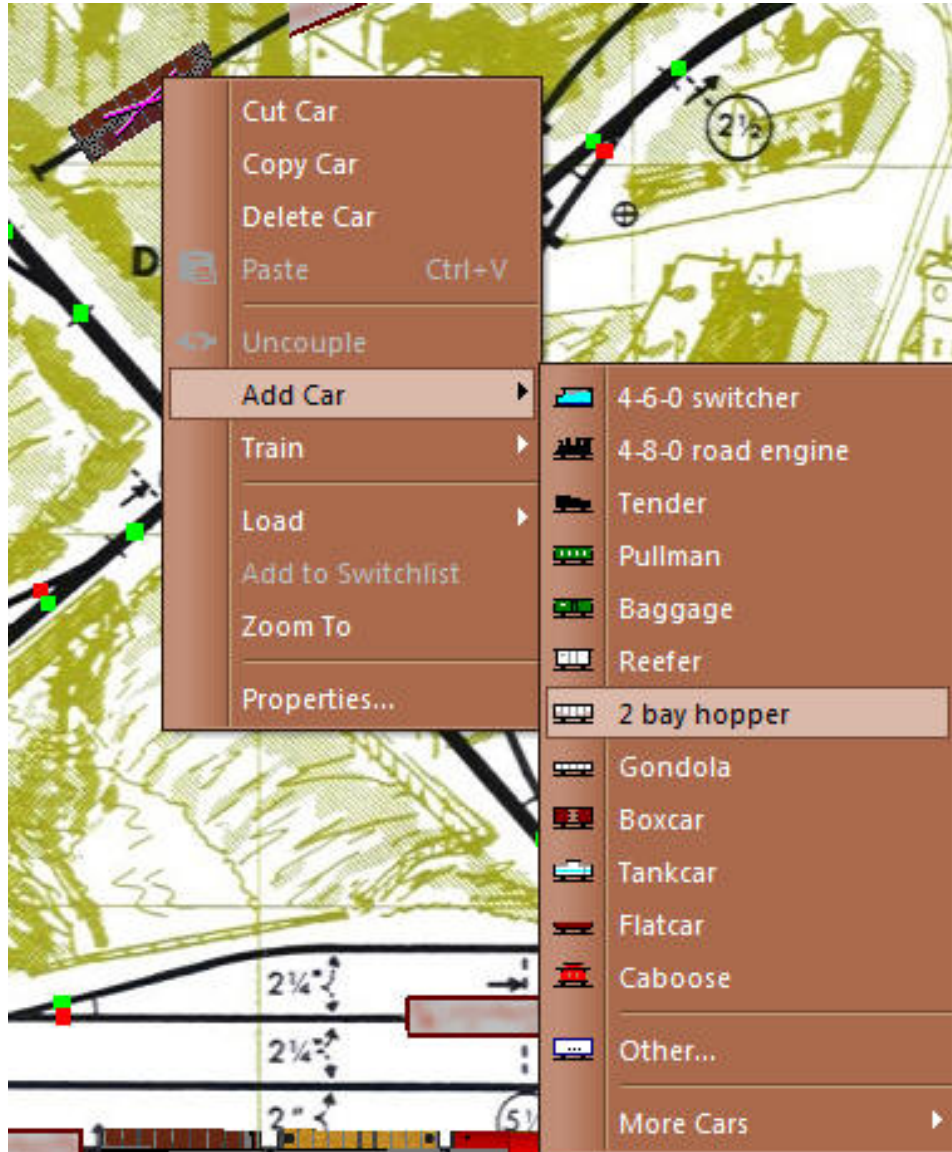 2½
Cut Car
Copy Car
Delete Car
D
Paste Ctrl+V
Uncouple
Add Car
Train
Load
Add to Switchlist
Zoom To
Properties...
4-6-0 switcher
4-8-0 road engine
Tender
Pullman
Baggage
Reefer
2 bay hopper
Gondola
Boxcar
Tankcar
Flatcar
Caboose
Other...
More Cars
2¼"
2¼"
2"